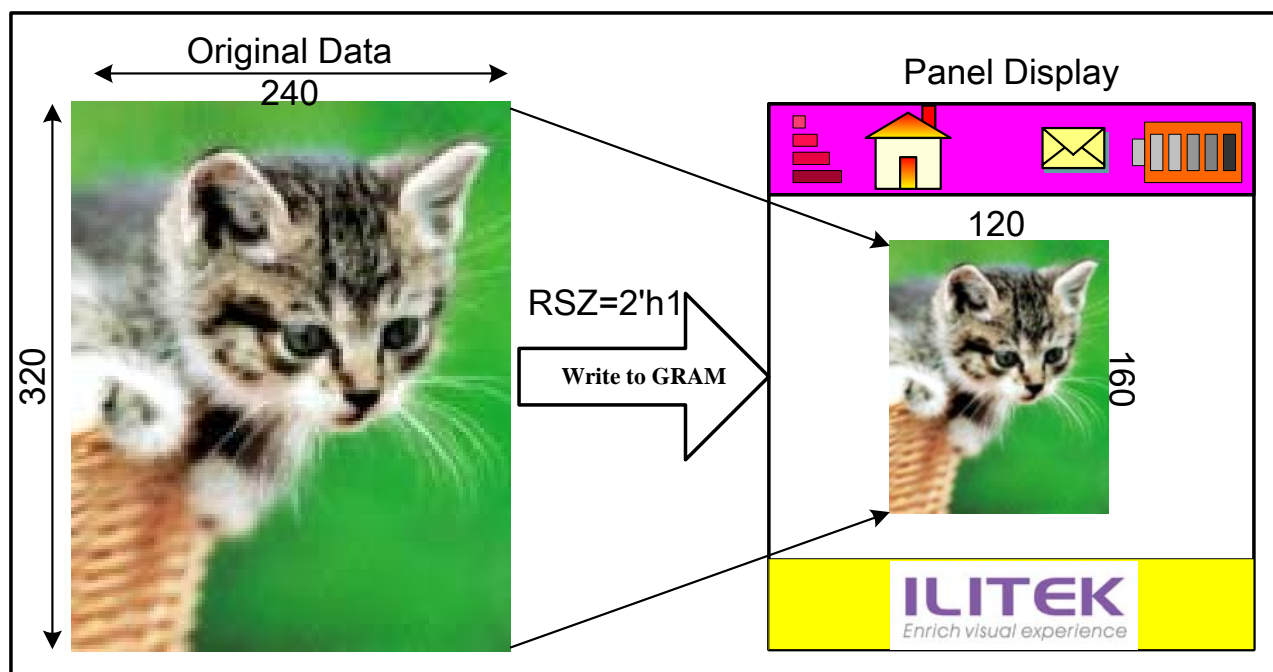 Original Data
240
320
RSZ=2'h1
Write to GRAM
Panel Display
120
160
ILITEK
Enrich visual experience